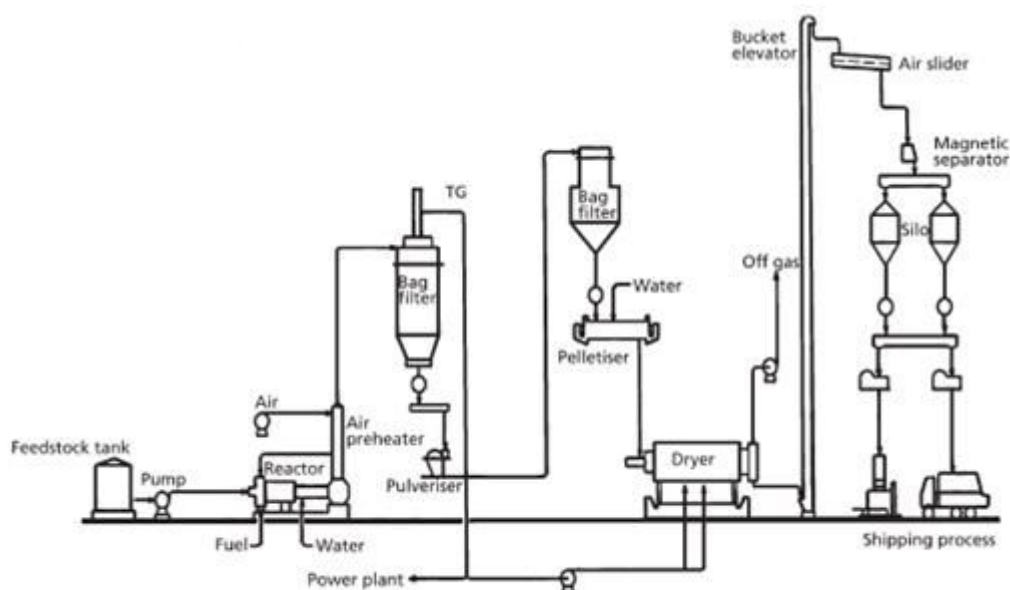 Bucket
elevator
Air slider
Magnetic
separator
TG
Bag
filter
Silo
Off gas
Bag
filter
Water
Pelletiser
Air
Air
preheater
Feedstock tank
Pump
Reactor
Pulveriser
Dryer
Fuel
Water
Shipping process
Power plant